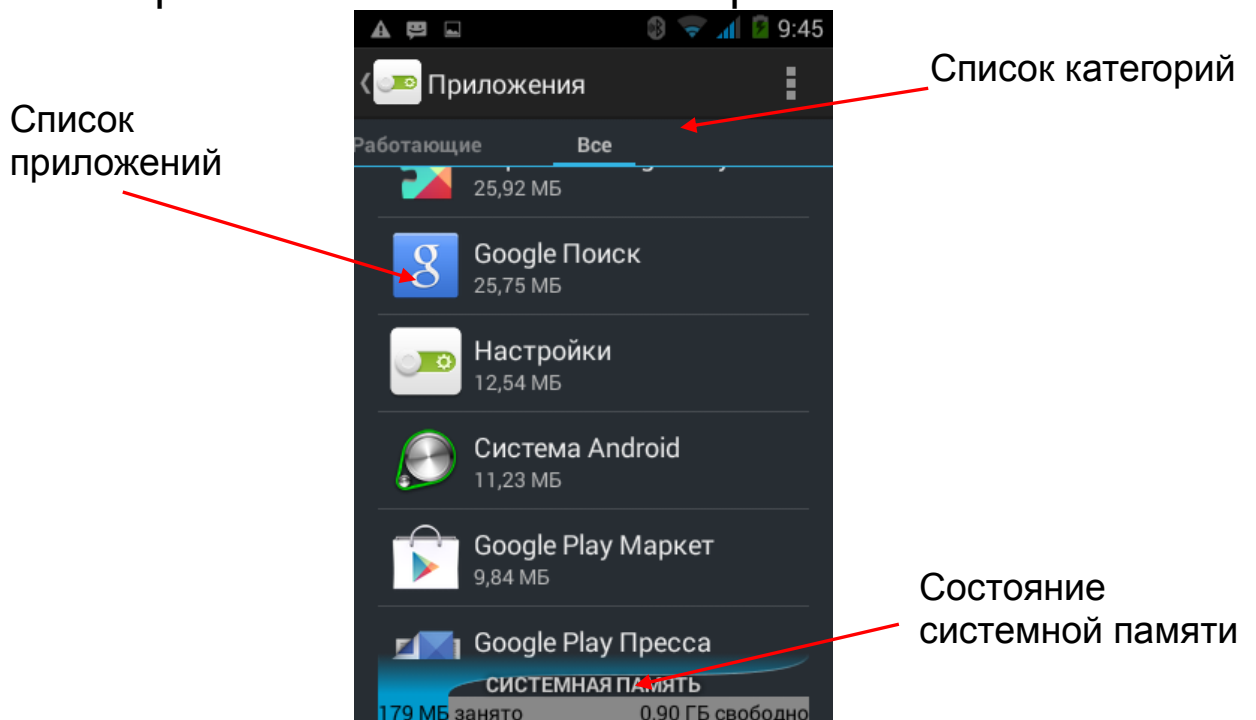 9:45
Приложения
Список категорий
Список
приложений
Работающие
Все
25,92 МБ
Google Поиск
25,75 МБ
Настройки
12,54 МБ
Система Android
11,23 МБ
Google Play Маркет
9,84 МБ
Google Play Пресса
Состояние
системной памяти
СИСТЕМНАЯ ПАМЯТЬ
179 МБ занято 0,90 ГБ свободно